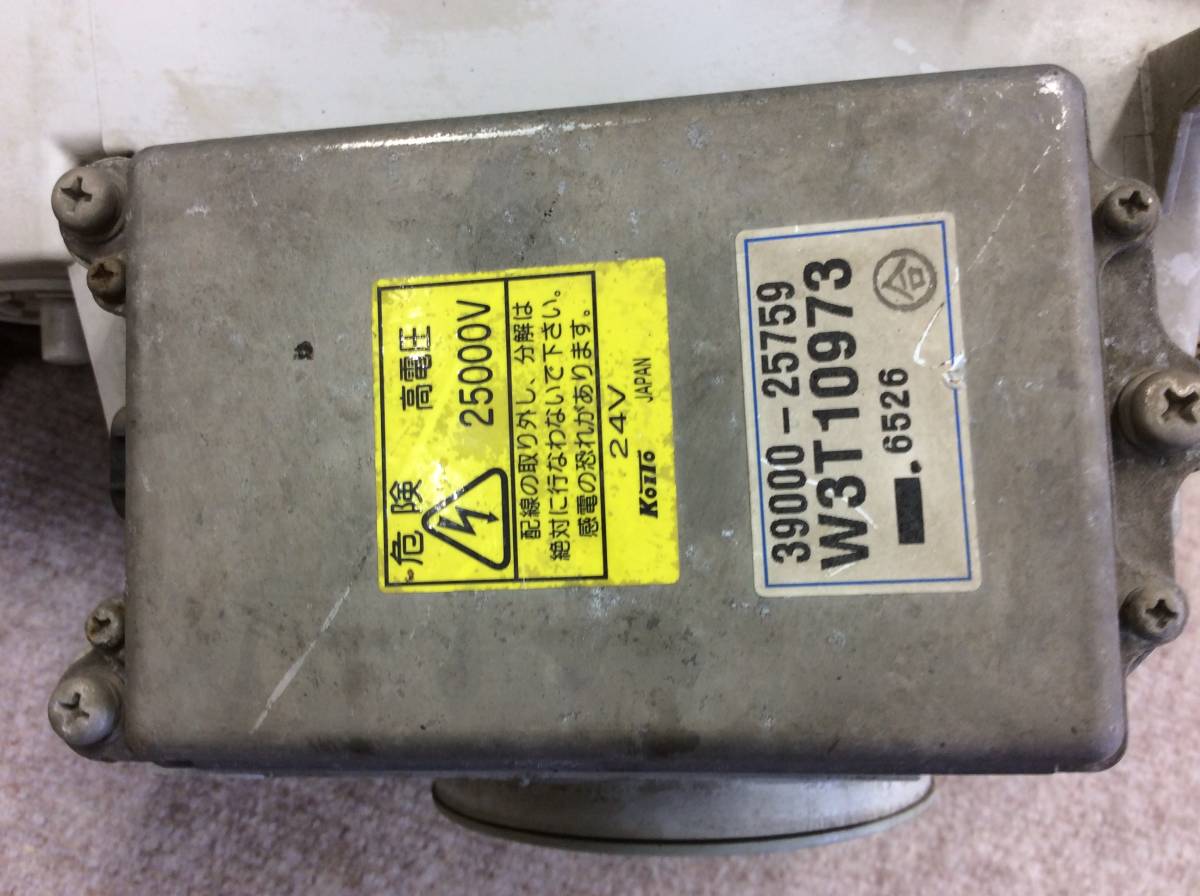 危険
高電圧
25000V
配線の取り外し、分解は
絶対に行なわないで下さい。
感電の恐れがあります。
24V
KOITO
JAPAN
39000-25759
W3T10973
.6526
合